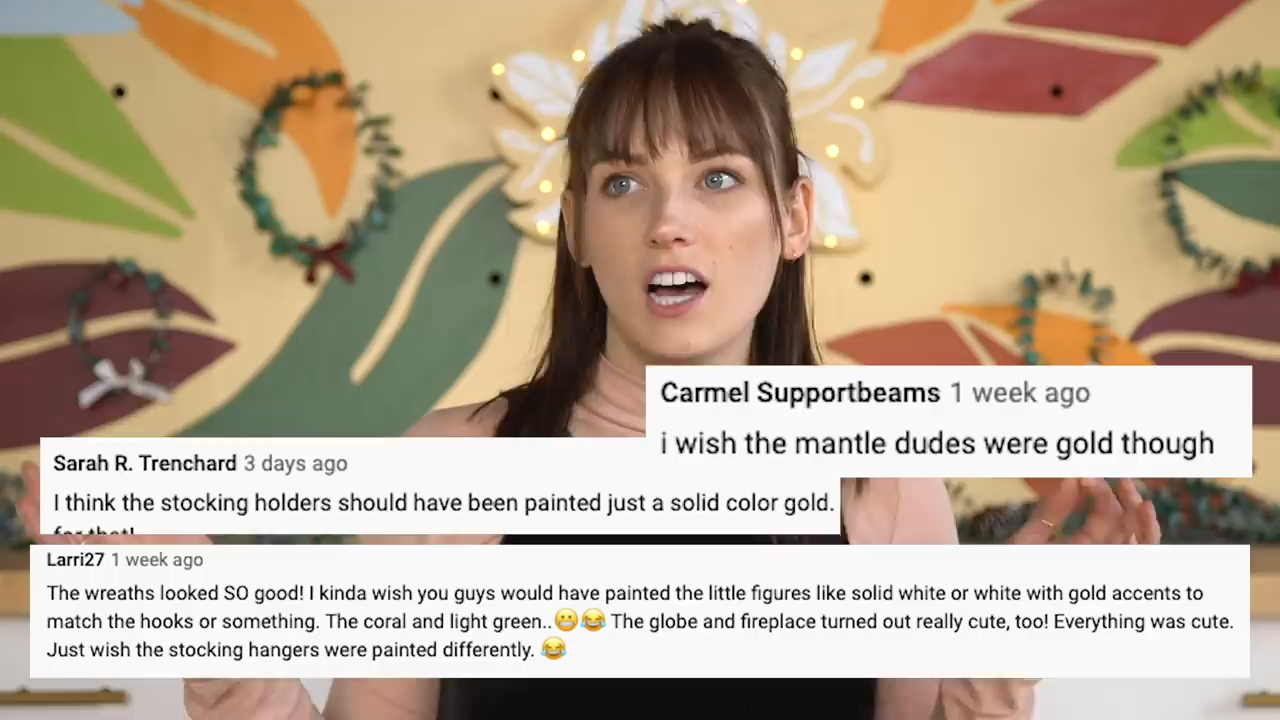 Carmel Supportbeams 1 week ago
i wish the mantle dudes were gold though
Sarah R. Trenchard 3 days ago
I think the stocking holders should have been painted just a solid color gold.
for that!
Larri27 1 week ago
The wreaths looked SO good! I kinda wish you guys would have painted the little figures like solid white or white with gold accents to
match the hooks or something. The coral and light green..😬😂 The globe and fireplace turned out really cute, too! Everything was cute.
Just wish the stocking hangers were painted differently. 😂